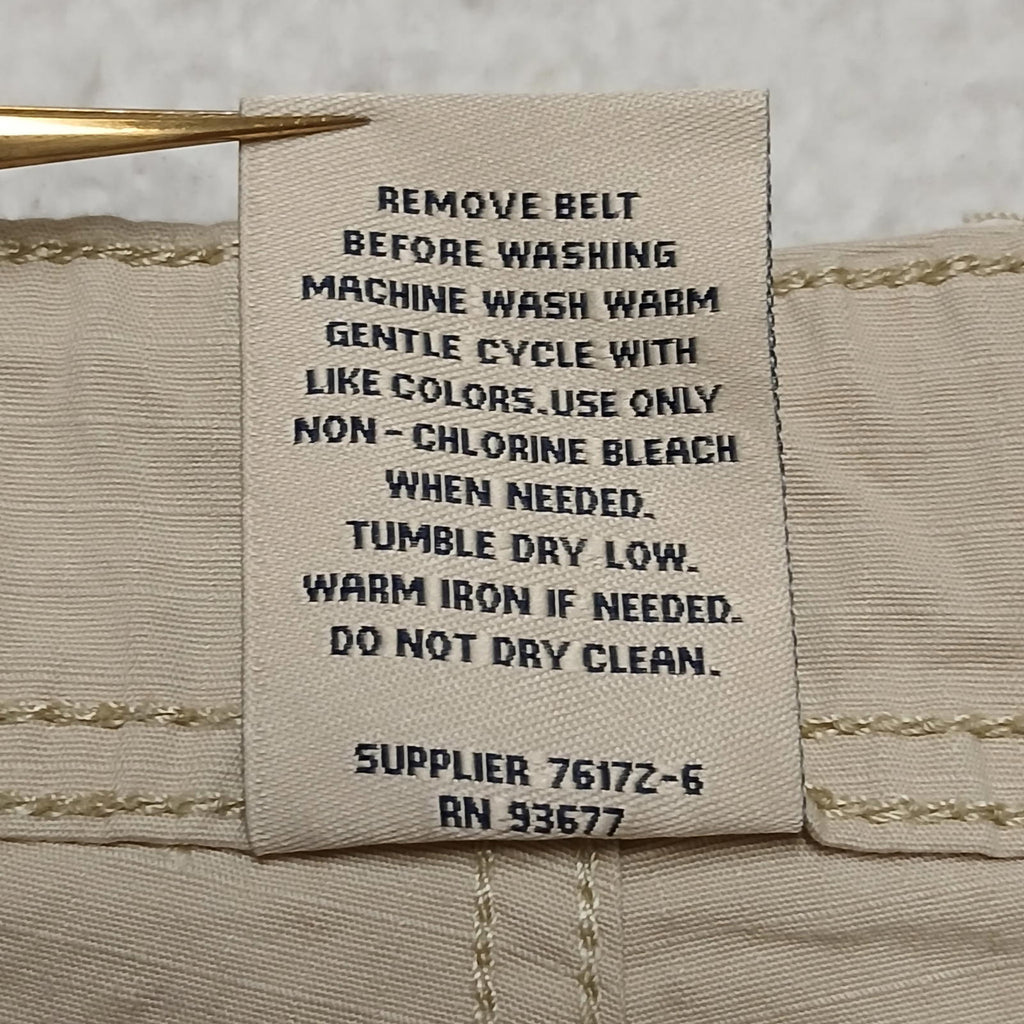 REMOVE BELT
BEFORE WASHING
MACHINE WASH WARM
GENTLE CYCLE WITH
LIKE COLORS.USE ONLY
NON-CHLORINE BLEACH
WHEN NEEDED.
TUMBLE DRY LOW.
WARM IRON IF NEEDED.
DO NOT DRY CLEAN.
SUPPLIER 76172-6
RN 93677